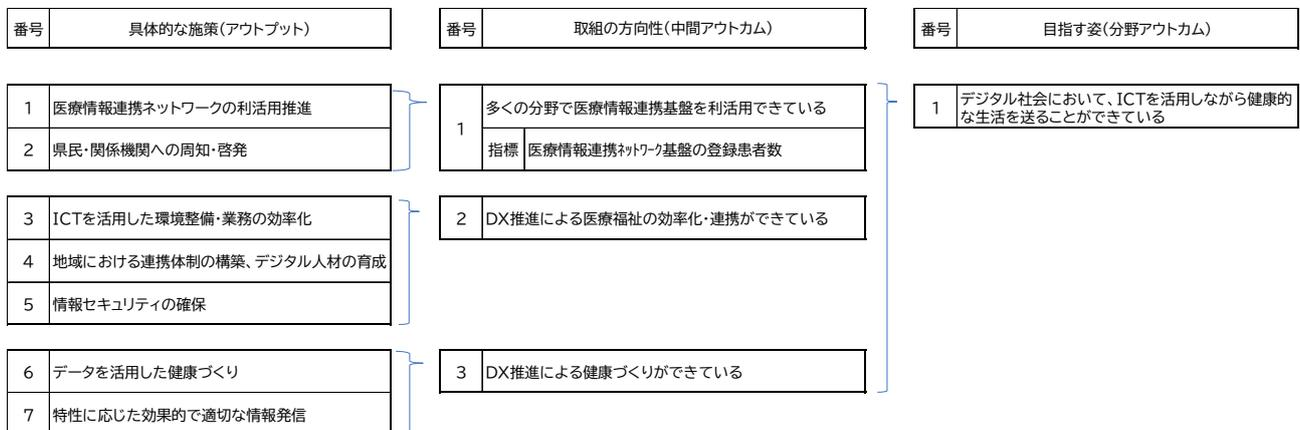 番号 具体的な施策(アウトプット) 番号 取組の方向性(中間アウトカム) 番号 目指す姿(分野アウトカム)
1 医療情報連携ネットワークの利活用推進
2 県民・関係機関への周知・啓発
1 多くの分野で医療情報連携基盤を利活用できている
指標 医療情報連携ネットワーク基盤の登録患者数
1 デジタル社会において、ICTを活用しながら健康的
な生活を送ることができている
3 ICTを活用した環境整備・業務の効率化
4 地域における連携体制の構築、デジタル人材の育成
5 情報セキュリティの確保
2 DX推進による医療福祉の効率化・連携ができている
6 データを活用した健康づくり
7 特性に応じた効果的で適切な情報発信
3 DX推進による健康づくりができている